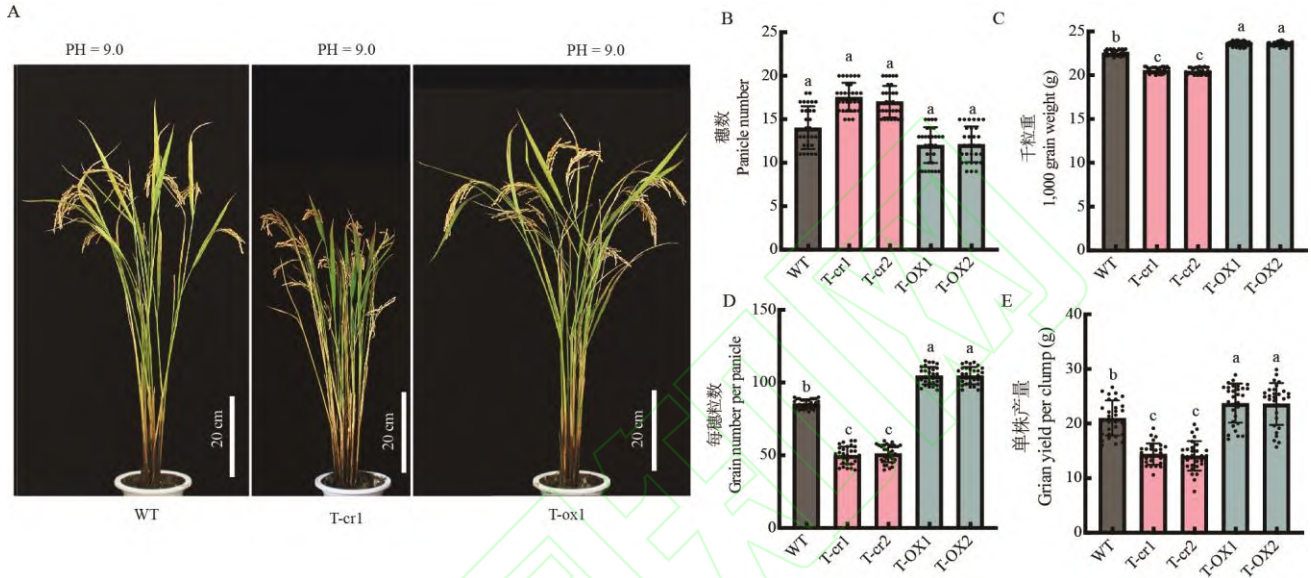 A
PH = 9.0
PH = 9.0
PH = 9.0
20 cm
20 cm
20 cm
WT
T-cr1
T-ox1
B
穗数
Panicle number
25
20
15
10
5
0
a
a
a
a
a
WT
T-cr1
T-cr2
T-OX1
T-OX2
C
千粒重
1,000 grain weight (g)
25
20
15
10
5
0
b
c
c
a
a
WT
T-cr1
T-cr2
T-OX1
T-OX2
D
每穗粒数
Grain number per panicle
150
100
50
0
b
c
c
a
a
WT
T-cr1
T-cr2
T-OX1
T-OX2
E
单株产量
Grian yield per clump (g)
40
30
20
10
0
b
c
c
a
a
WT
T-cr1
T-cr2
T-OX1
T-OX2